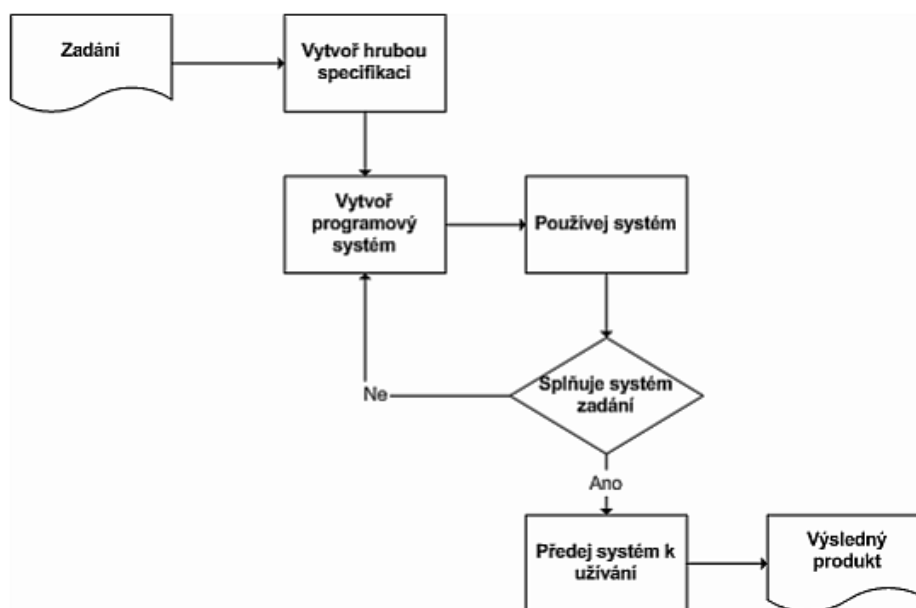 Zadání
Vytvoř hrubou
specifikaci
Vytvoř
programový
systém
Používej systém
Splňuje systém
zadání
Ne
Ano
Předej systém k
užívání
Výsledný
produkt